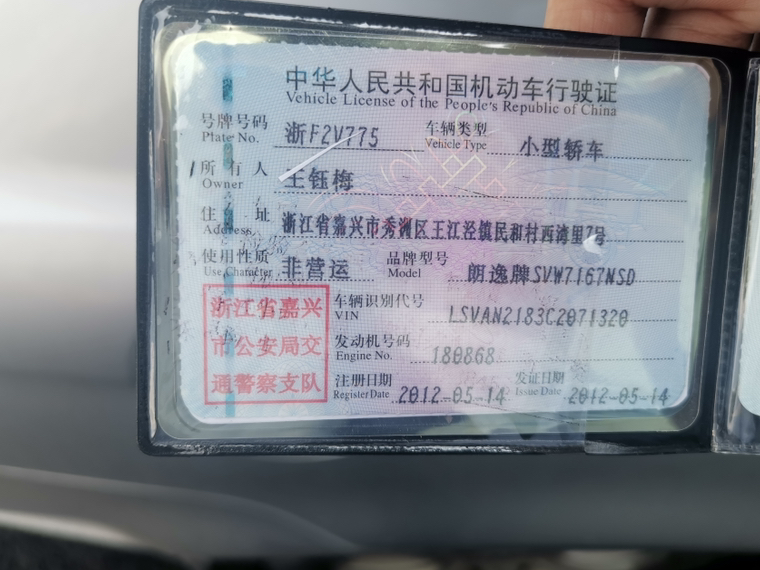 中华人民共和国机动车行驶证
Vehicle License of the People's Republic of China
号牌号码 浙F2V775 车辆类型 小型轿车
Plate No. Vehicle Type
所有人 王钰梅
Owner
住址 浙江省嘉兴市秀洲区王江泾镇民和村西湾里7号
Address
使用性质 非营运 品牌型号 朗逸牌SVW7167NSD
Use Character Model
浙江省嘉兴
市公安局交
通警察支队
车辆识别代号 LSVAN2183C2071320
VIN
发动机号码 180868
Engine No.
注册日期 2012-05-14 发证日期 2012-05-14
Register Date Issue Date